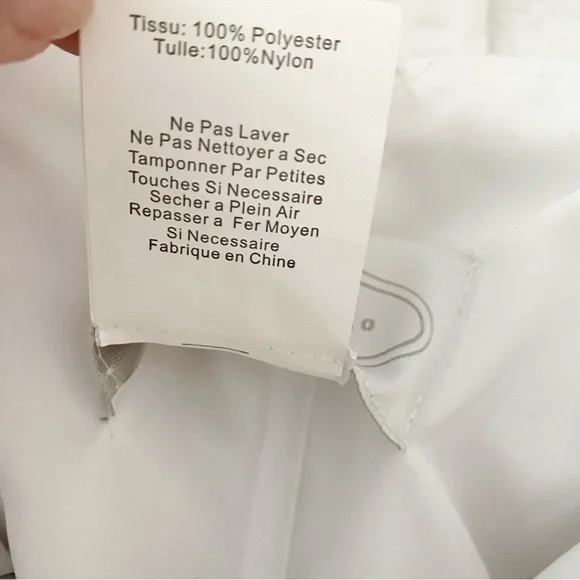 Tissu: 100% Polyester
Tulle:100%Nylon
Ne Pas Laver
Ne Pas Nettoyer a Sec
Tamponner Par Petites
Touches Si Necessaire
Secher a Plein Air
Repasser a Fer Moyen
Si Necessaire
Fabrique en Chine
o